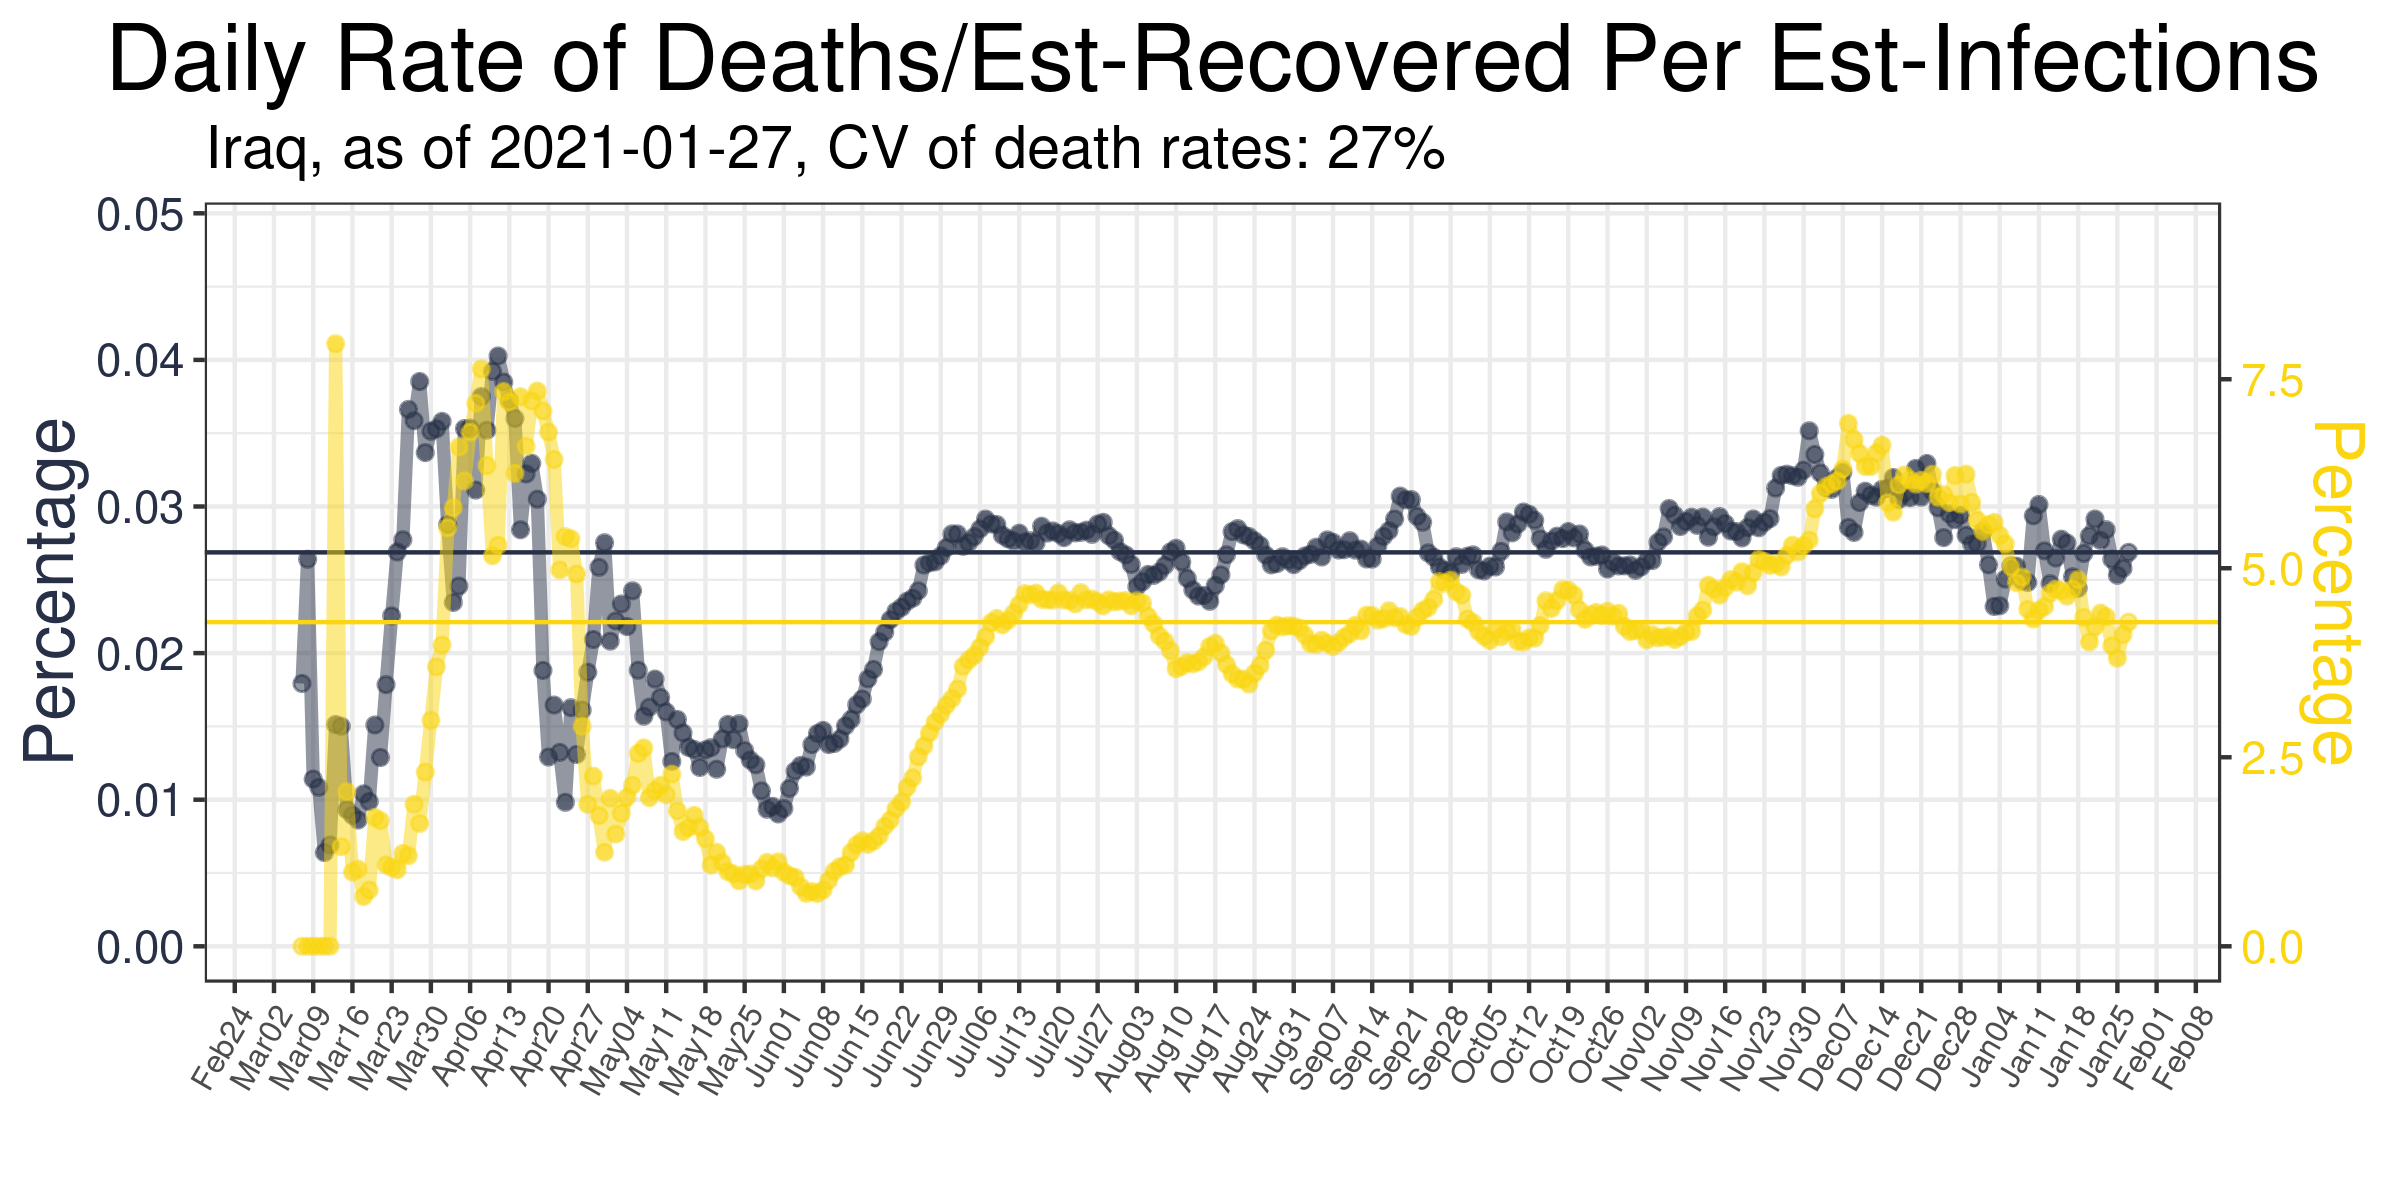 Daily Rate of Deaths/Est-Recovered Per Est-Infections
Iraq, as of 2021-01-27, CV of death rates: 27%
Percentage
0.05
0.04
0.03
0.02
0.01
0.00
7.5
5.0
2.5
0.0
Percentage
Feb24
Mar02
Mar09
Mar16
Mar23
Mar30
Apr06
Apr13
Apr20
Apr27
May04
May11
May18
May25
Jun01
Jun08
Jun15
Jun22
Jun29
Jul06
Jul13
Jul20
Jul27
Aug03
Aug10
Aug17
Aug24
Aug31
Sep07
Sep14
Sep21
Sep28
Oct05
Oct12
Oct19
Oct26
Nov02
Nov09
Nov16
Nov23
Nov30
Dec07
Dec14
Dec21
Dec28
Jan04
Jan11
Jan18
Jan25
Feb01
Feb08